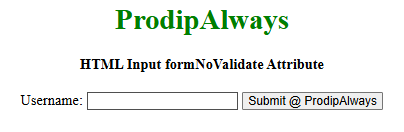 ProdipAlways
HTML Input formNoValidate Attribute
Username: Submit @ ProdipAlways